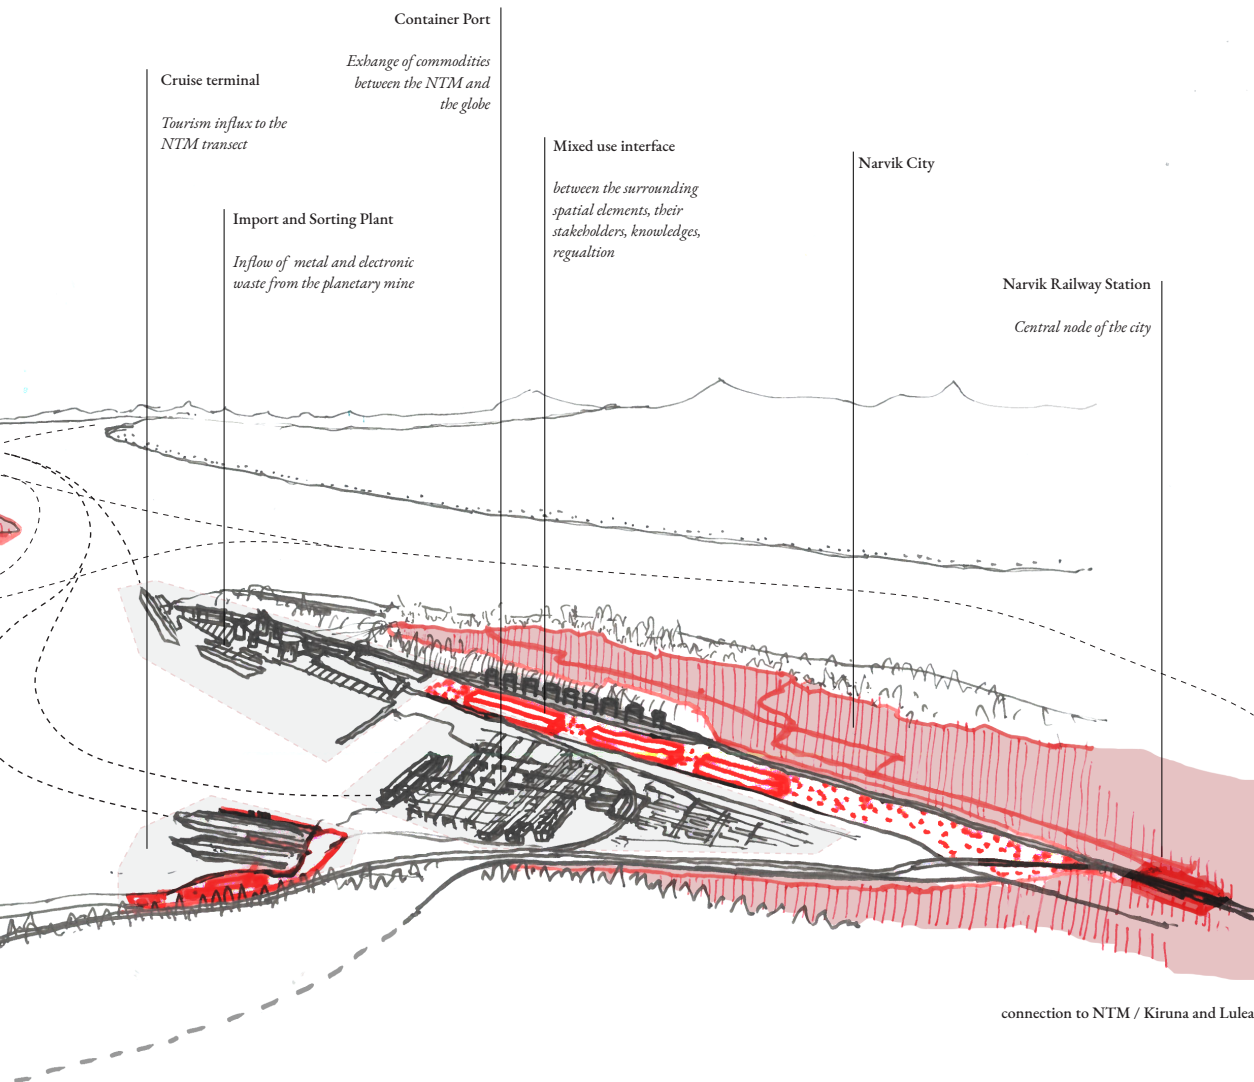 Container Port
Exhange of commodities
between the NTM and
the globe
Cruise terminal
Tourism influx to the
NTM transect
Mixed use interface
between the surrounding
spatial elements, their
stakeholders, knowledges,
regualtion
Narvik City
Import and Sorting Plant
Inflow of metal and electronic
waste from the planetary mine
Narvik Railway Station
Central node of the city
connection to NTM / Kiruna and Lulea